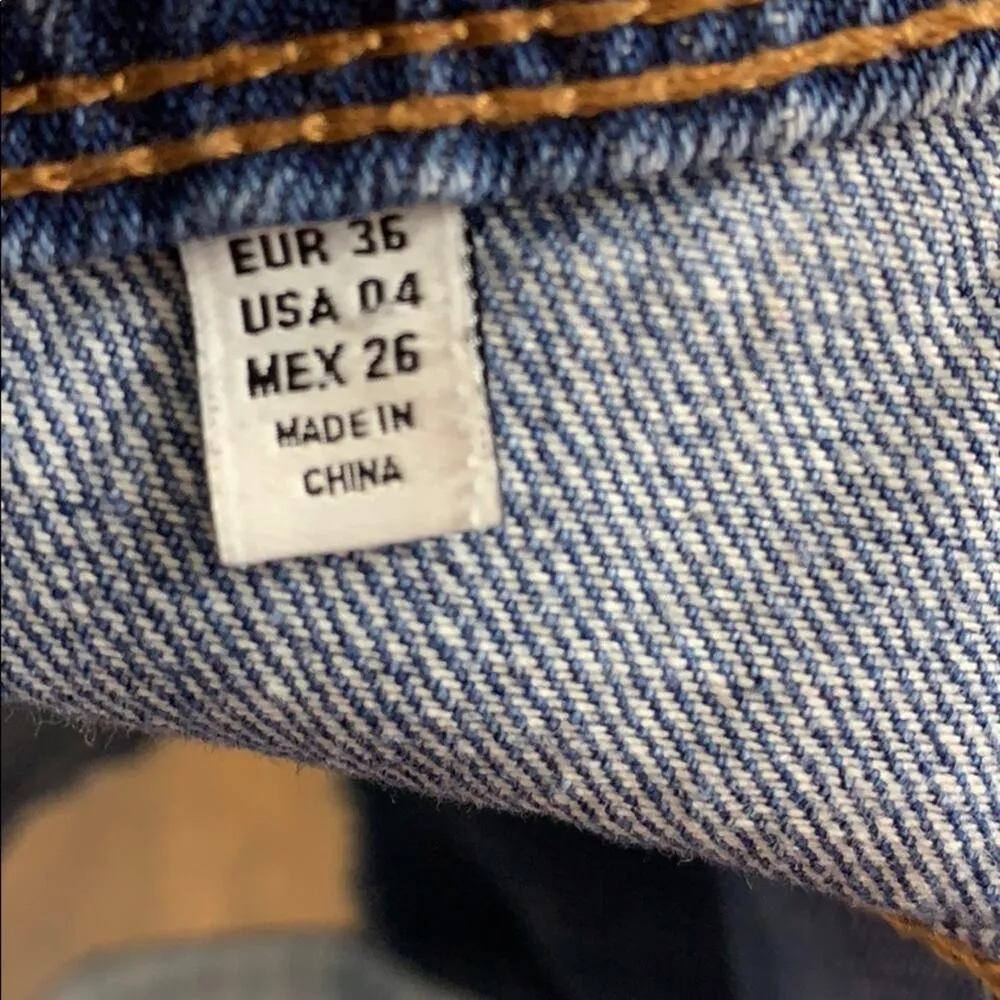 EUR 36
USA 04
MEX 26
MADE IN
CHINA